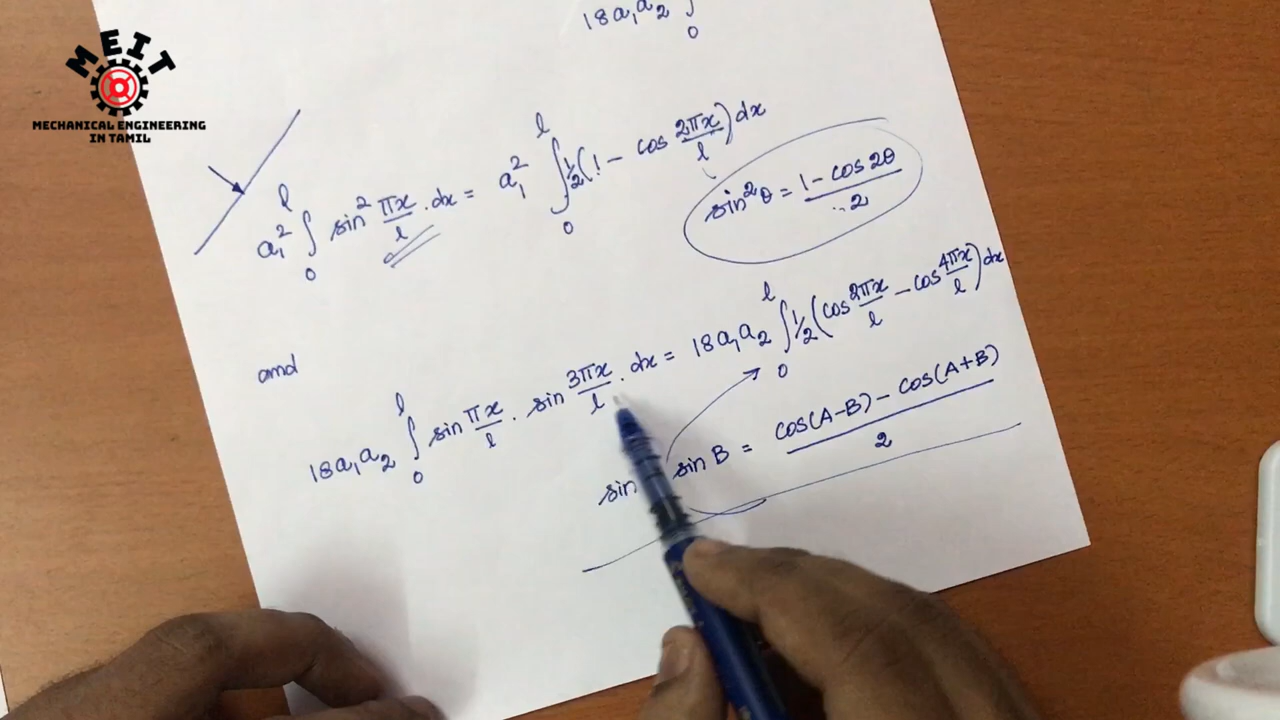 18a₁a₂ ∫₀
MEIT
MECHANICAL ENGINEERING
IN TAMIL
a₁² ∫₀ˡ sin² πx/l . dx = a₁² ∫₀ˡ ½(1 − cos 2πx/l) dx
sin²θ = (1 − cos 2θ)/2
and
18a₁a₂ ∫₀ˡ sin πx/l . sin 3πx/l . dx = 18a₁a₂ ∫₀ˡ ½(cos 2πx/l − cos 4πx/l) dx
sin sin B = (cos(A−B) − cos(A+B))/2